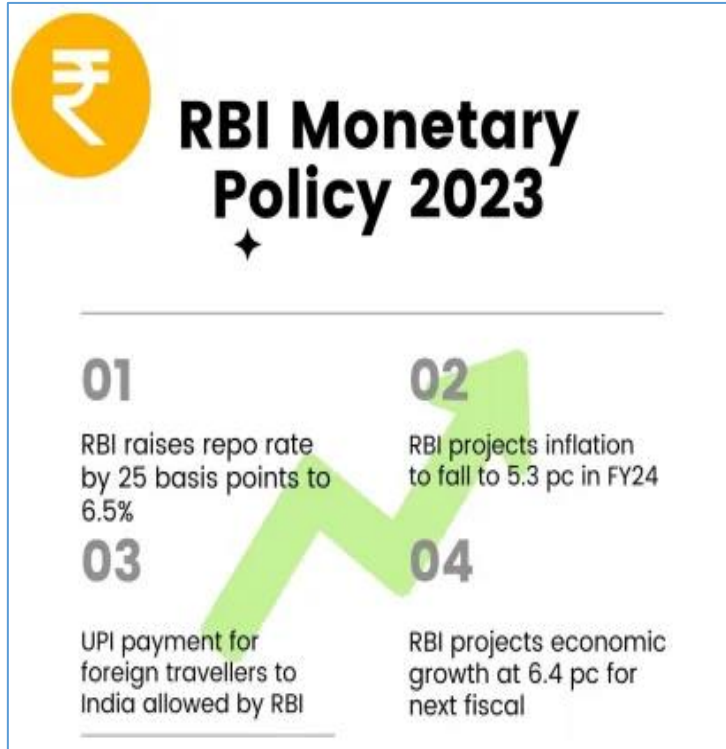 ₹
RBI Monetary
Policy 2023
01
RBI raises repo rate
by 25 basis points to
6.5%
02
RBI projects inflation
to fall to 5.3 pc in FY24
03
UPI payment for
foreign travellers to
India allowed by RBI
04
RBI projects economic
growth at 6.4 pc for
next fiscal